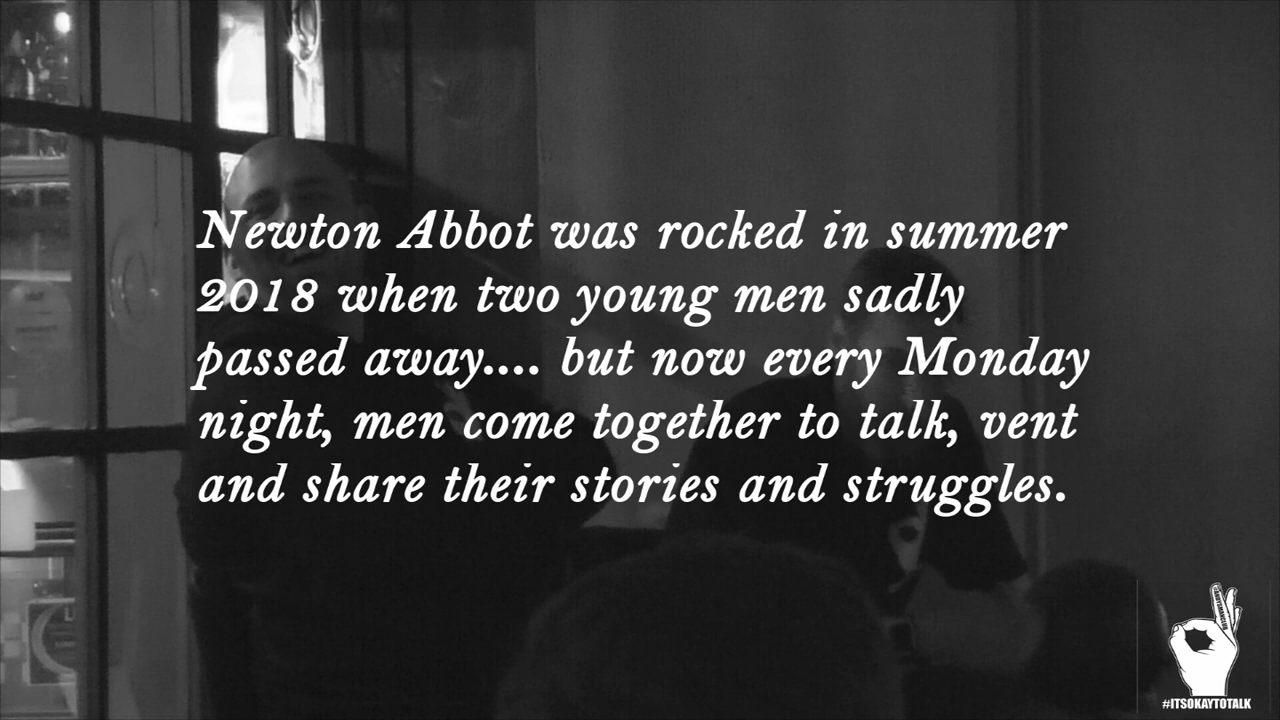 Newton Abbot was rocked in summer
2018 when two young men sadly
passed away.... but now every Monday
night, men come together to talk, vent
and share their stories and struggles.
#ITSOKAYTOTALK